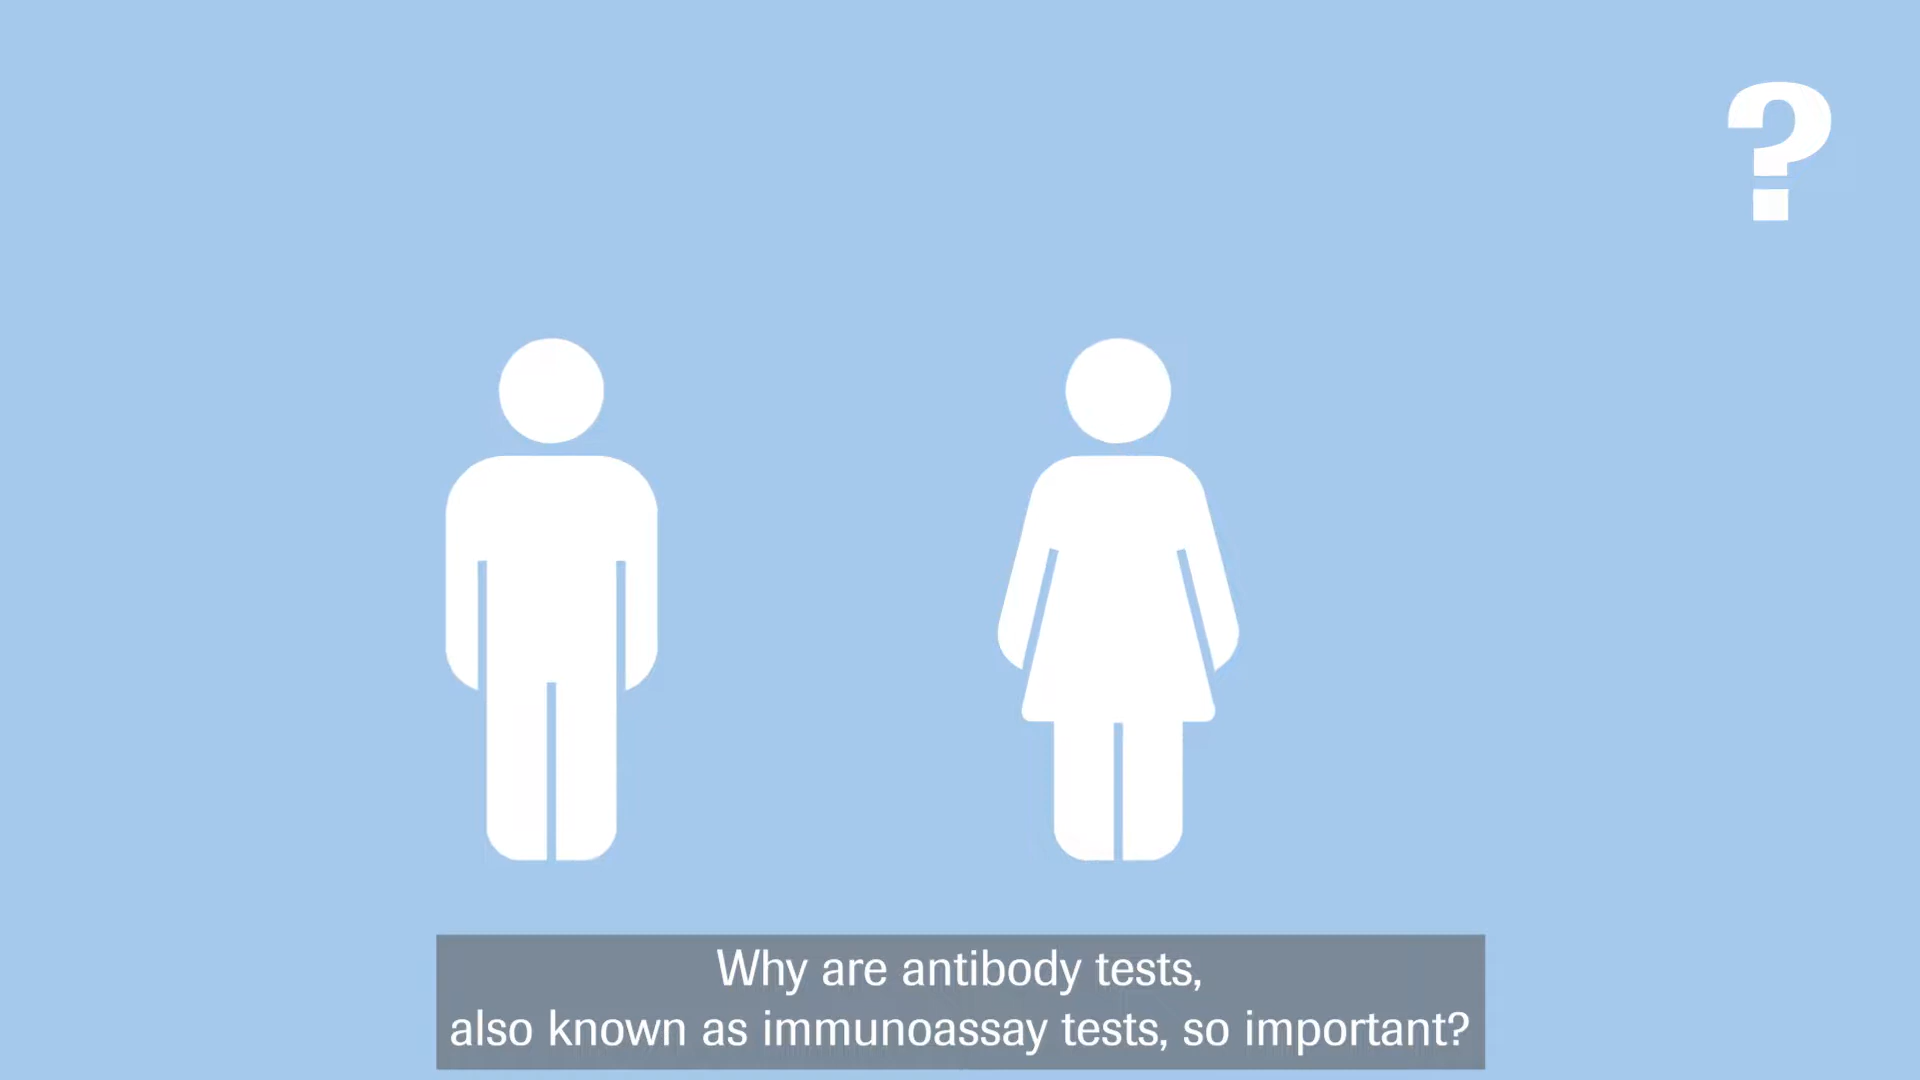 ?
Why are antibody tests,
also known as immunoassay tests, so important?